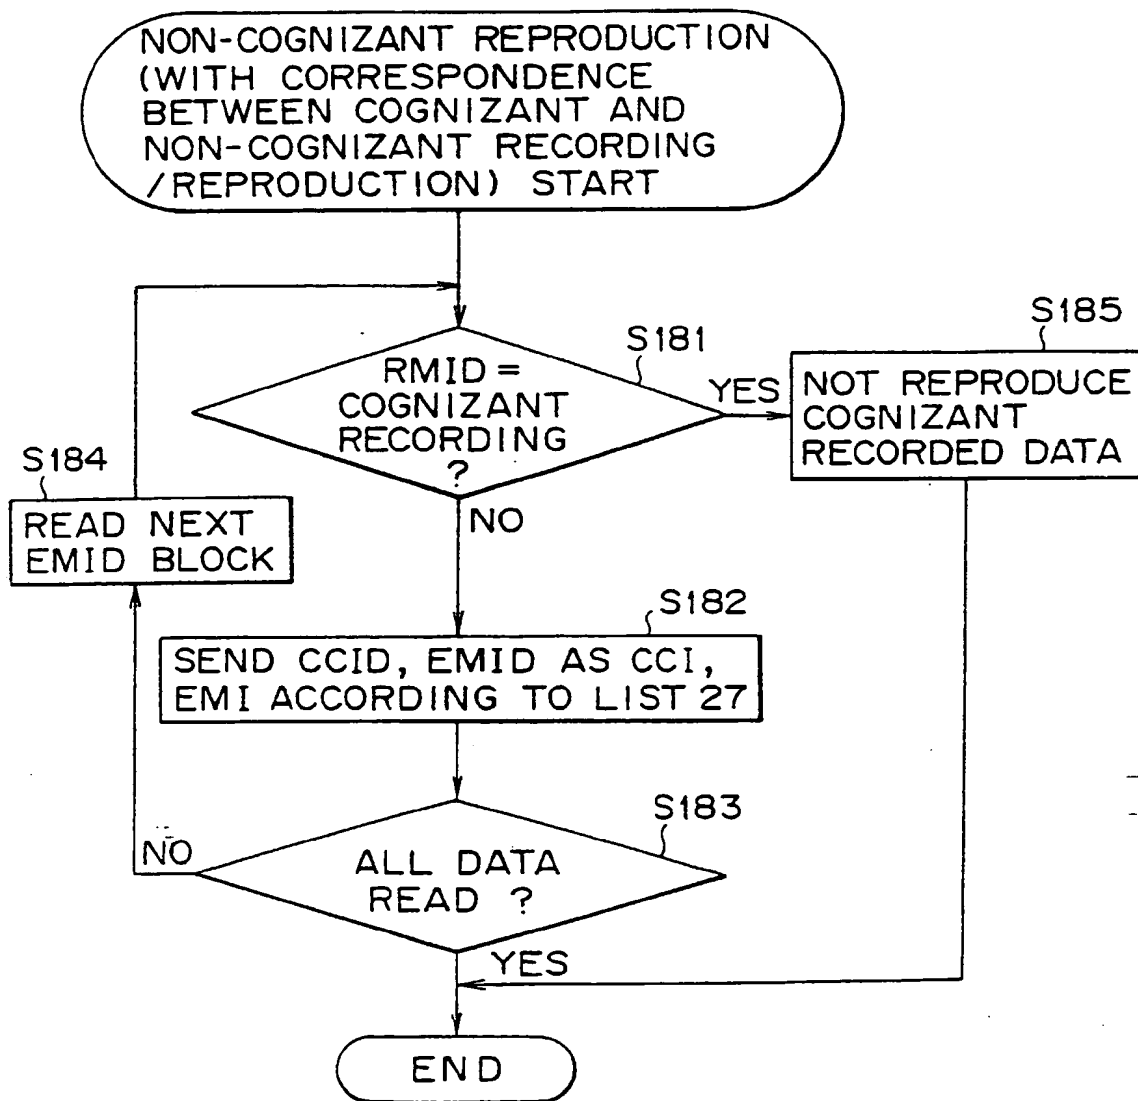 NON-COGNIZANT REPRODUCTION
(WITH CORRESPONDENCE
BETWEEN COGNIZANT AND
NON-COGNIZANT RECORDING
/REPRODUCTION) START
S181
RMID =
COGNIZANT
RECORDING
?
YES
NO
S185
NOT REPRODUCE
COGNIZANT
RECORDED DATA
S184
READ NEXT
EMID BLOCK
S182
SEND CCID, EMID AS CCI,
EMI ACCORDING TO LIST 27
S183
ALL DATA
READ ?
NO
YES
END